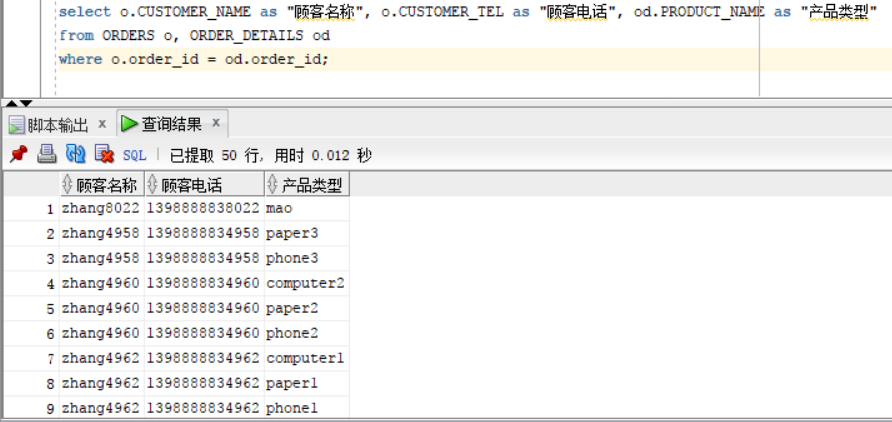 select o.CUSTOMER_NAME as "顾客名称", o.CUSTOMER_TEL as "顾客电话", od.PRODUCT_NAME as "产品类型"
from ORDERS o, ORDER_DETAILS od
where o.order_id = od.order_id;
脚本输出 x 查询结果 x
SQL | 已提取 50 行, 用时 0.012 秒
顾客名称 顾客电话 产品类型
1 zhang8022 1398888838022 mao
2 zhang4958 1398888834958 paper3
3 zhang4958 1398888834958 phone3
4 zhang4960 1398888834960 computer2
5 zhang4960 1398888834960 paper2
6 zhang4960 1398888834960 phone2
7 zhang4962 1398888834962 computer1
8 zhang4962 1398888834962 paper1
9 zhang4962 1398888834962 phone1